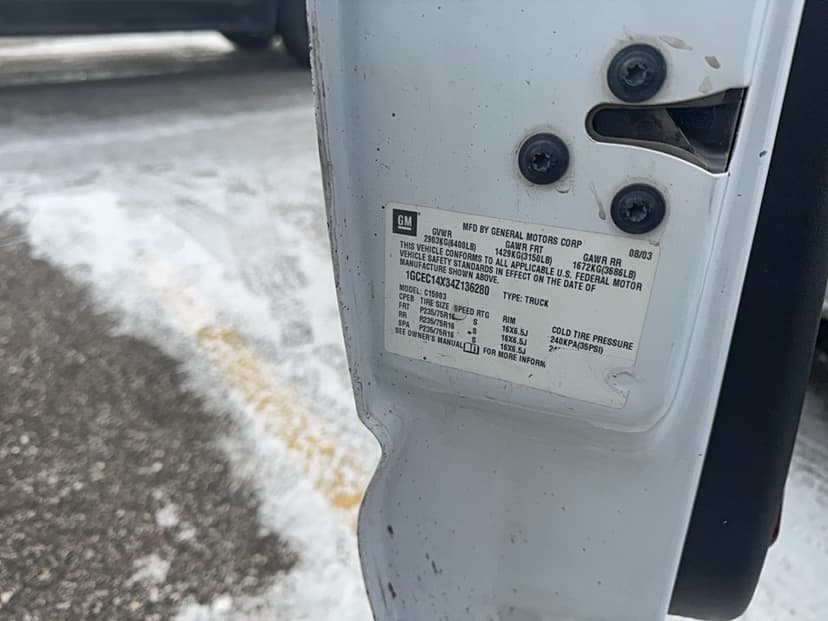 GM
MFD BY GENERAL MOTORS CORP 08/03
GVWR GAWR FRT GAWR RR
2903KG(6400LB) 1429KG(3150LB) 1672KG(3686LB)
THIS VEHICLE CONFORMS TO ALL APPLICABLE U.S. FEDERAL MOTOR
VEHICLE SAFETY STANDARDS IN EFFECT ON THE DATE OF
MANUFACTURE SHOWN ABOVE.
1GCEC14X34Z136280 TYPE: TRUCK
MODEL: C15903
CPEB TIRE SIZE SPEED RTG RIM COLD TIRE PRESSURE
FRT P235/75R16 S 16X6.5J 240KPA(35PSI)
RR P235/75R16 S 16X6.5J
SPA P235/75R16 S 16X6.5J
SEE OWNER'S MANUAL FOR MORE INFORM